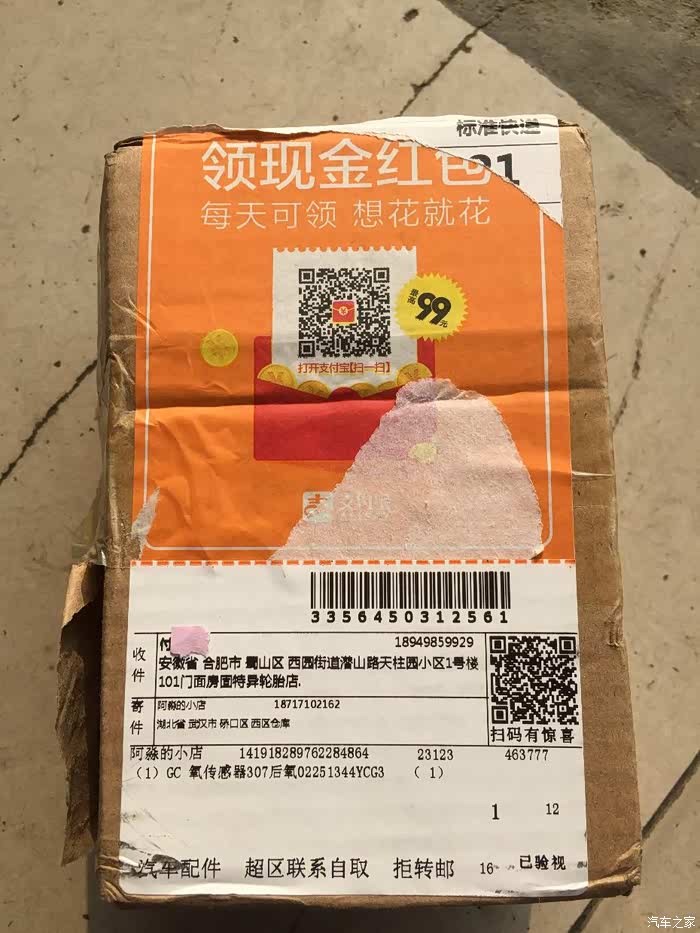 标准快递
领现金红包 01
每天可领 想花就花
最高
99元
打开支付宝[扫一扫]
支付宝
3356450312561
收件
付 18949859929
安徽省 合肥市 蜀山区 西园街道潜山路天柱园小区1号楼
101门面房固特异轮胎店.
扫码有惊喜
寄件
阿淼的小店 18717102162
湖北省 武汉市 硚口区 西区仓库
阿淼的小店 141918289762284864 23123 463777
(1) GC 氧传感器307后氧02251344YCG3 (1)
1 12
汽车配件 超区联系自取 拒转邮 16 已验视
汽车之家